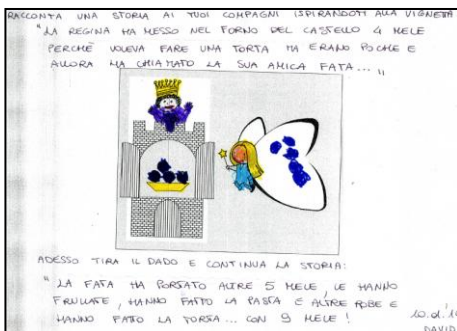 RACCONTA UNA STORIA AI TUOI COMPAGNI ISPIRANDOTI ALLA VIGNETTA
"LA REGINA HA MESSO NEL FORNO DEL CASTELLO 4 MELE
PERCHÉ VOLEVA FARE UNA TORTA MA ERANO POCHE E
ALLORA HA CHIAMATO LA SUA AMICA FATA... "
ADESSO TIRA IL DADO E CONTINUA LA STORIA:
"LA FATA HA PORTATO ALTRE 5 MELE, LE HANNO
FRULLATE, HANNO FATTO LA PASTA E ALTRE ROBE E
HANNO FATTO LA TORTA... CON 9 MELE!
DAVID